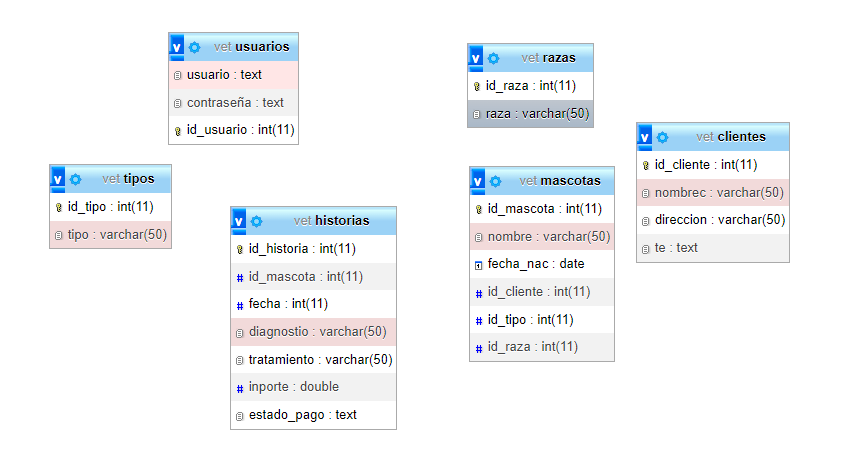 vet usuarios
usuario : text
contraseña : text
id_usuario : int(11)
vet tipos
id_tipo : int(11)
tipo : varchar(50)
vet historias
id_historia : int(11)
id_mascota : int(11)
fecha : int(11)
diagnostio : varchar(50)
tratamiento : varchar(50)
inporte : double
estado_pago : text
vet razas
id_raza : int(11)
raza : varchar(50)
vet mascotas
id_mascota : int(11)
nombre : varchar(50)
fecha_nac : date
id_cliente : int(11)
id_tipo : int(11)
id_raza : int(11)
vet clientes
id_cliente : int(11)
nombrec : varchar(50)
direccion : varchar(50)
te : text